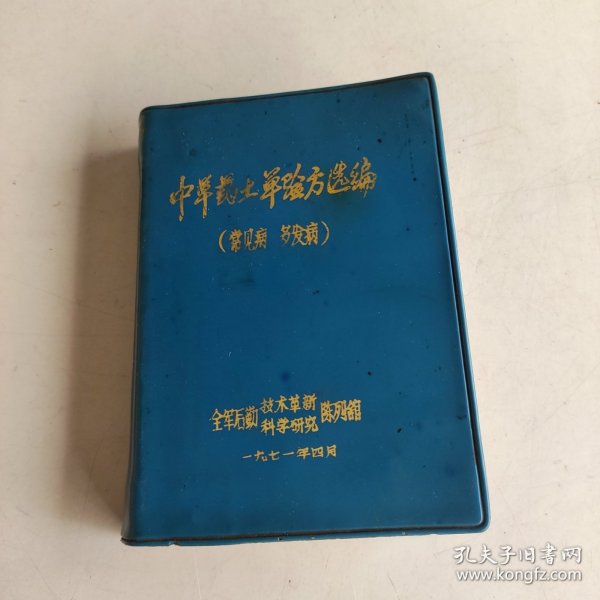 中草药土单验方选编
(常见病 多发病)
全军后勤技术革新科学研究陈列馆
一九七一年四月
孔夫子旧书网
www.kongfz.com